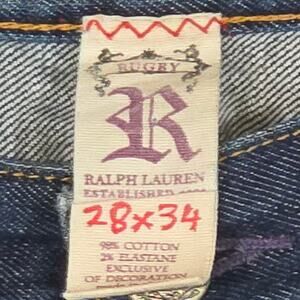 RUGBY
R
RALPH LAUREN
ESTABLISHED
28x34
98% COTTON
2% ELASTANE
EXCLUSIVE
OF DECORATION